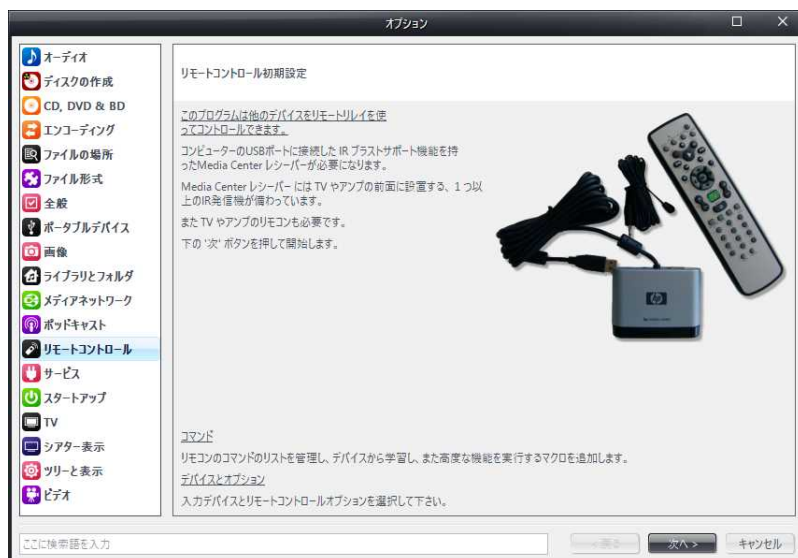 オプション
オーディオ
ディスクの作成
CD, DVD & BD
エンコーディング
ファイルの場所
ファイル形式
全般
ポータブルデバイス
画像
ライブラリとフォルダ
メディアネットワーク
ポッドキャスト
リモートコントロール
サービス
スタートアップ
TV
シアター表示
ツリーと表示
ビデオ
リモートコントロール初期設定
このプログラムは他のデバイスをリモートリレイを使
ってコントロールできます。
コンピューターのUSBポートに接続した IR ブラストサポート機能を持
ったMedia Center レシーバーが必要になります。
Media Center レシーバー には TV やアンプの前面に設置する、1 つ以
上のIR発信機が備わっています。
また TV やアンプのリモコンも必要です。
下の '次' ボタンを押して開始します。
hp
コマンド
リモコンのコマンドのリストを管理し、デバイスから学習し、また高度な機能を実行するマクロを追加します。
デバイスとオプション
入力デバイスとリモートコントロールオプションを選択して下さい。
ここに検索語を入力
< 戻る
次へ >
キャンセル